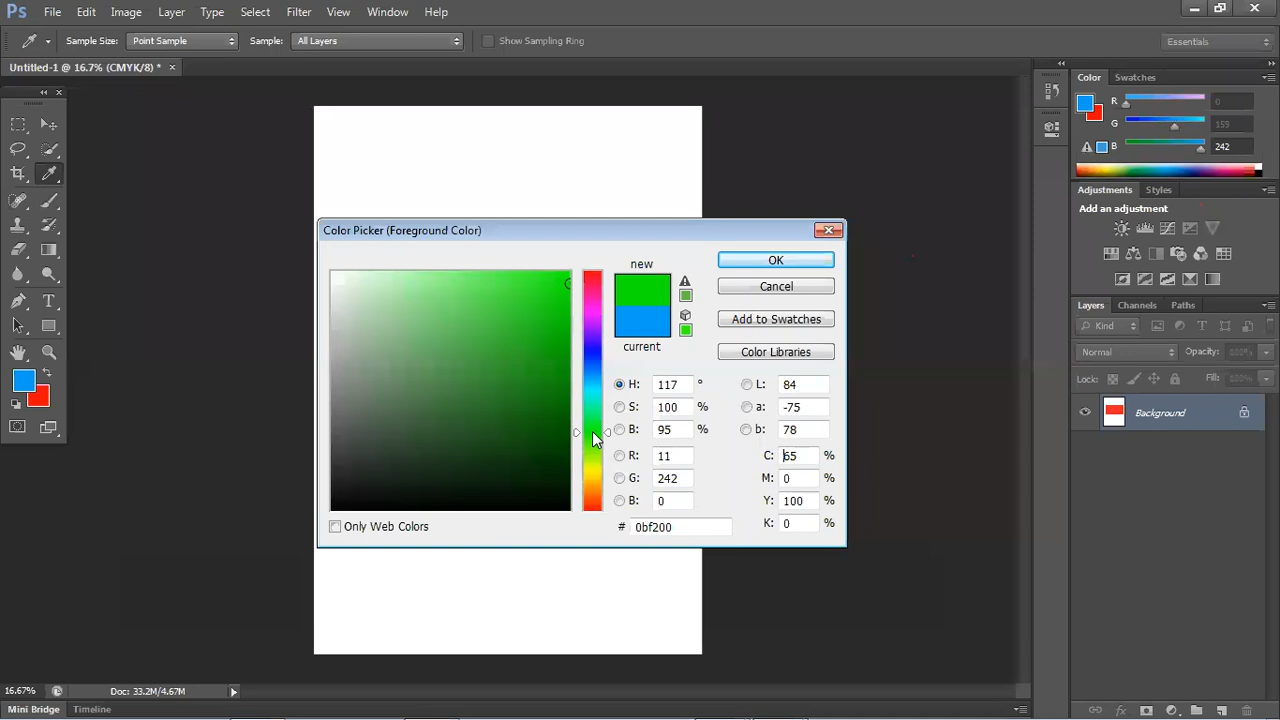 Ps File Edit Image Layer Type Select Filter View Window Help
Sample Size: Point Sample Sample: All Layers Show Sampling Ring Essentials
Untitled-1 @ 16.7% (CMYK/8) * ×
Color Swatches
R 0
G 159
B 242
Adjustments Styles
Add an adjustment
Color Picker (Foreground Color)
new
current
OK
Cancel
Add to Swatches
Color Libraries
H: 117 °
S: 100 %
B: 95 %
R: 11
G: 242
B: 0
# 0bf200
L: 84
a: -75
b: 78
C: 65 %
M: 0 %
Y: 100 %
K: 0 %
Only Web Colors
Layers Channels Paths
Kind
Normal Opacity:
Lock: Fill:
Background
16.67% Doc: 33.2M/4.67M
Mini Bridge Timeline